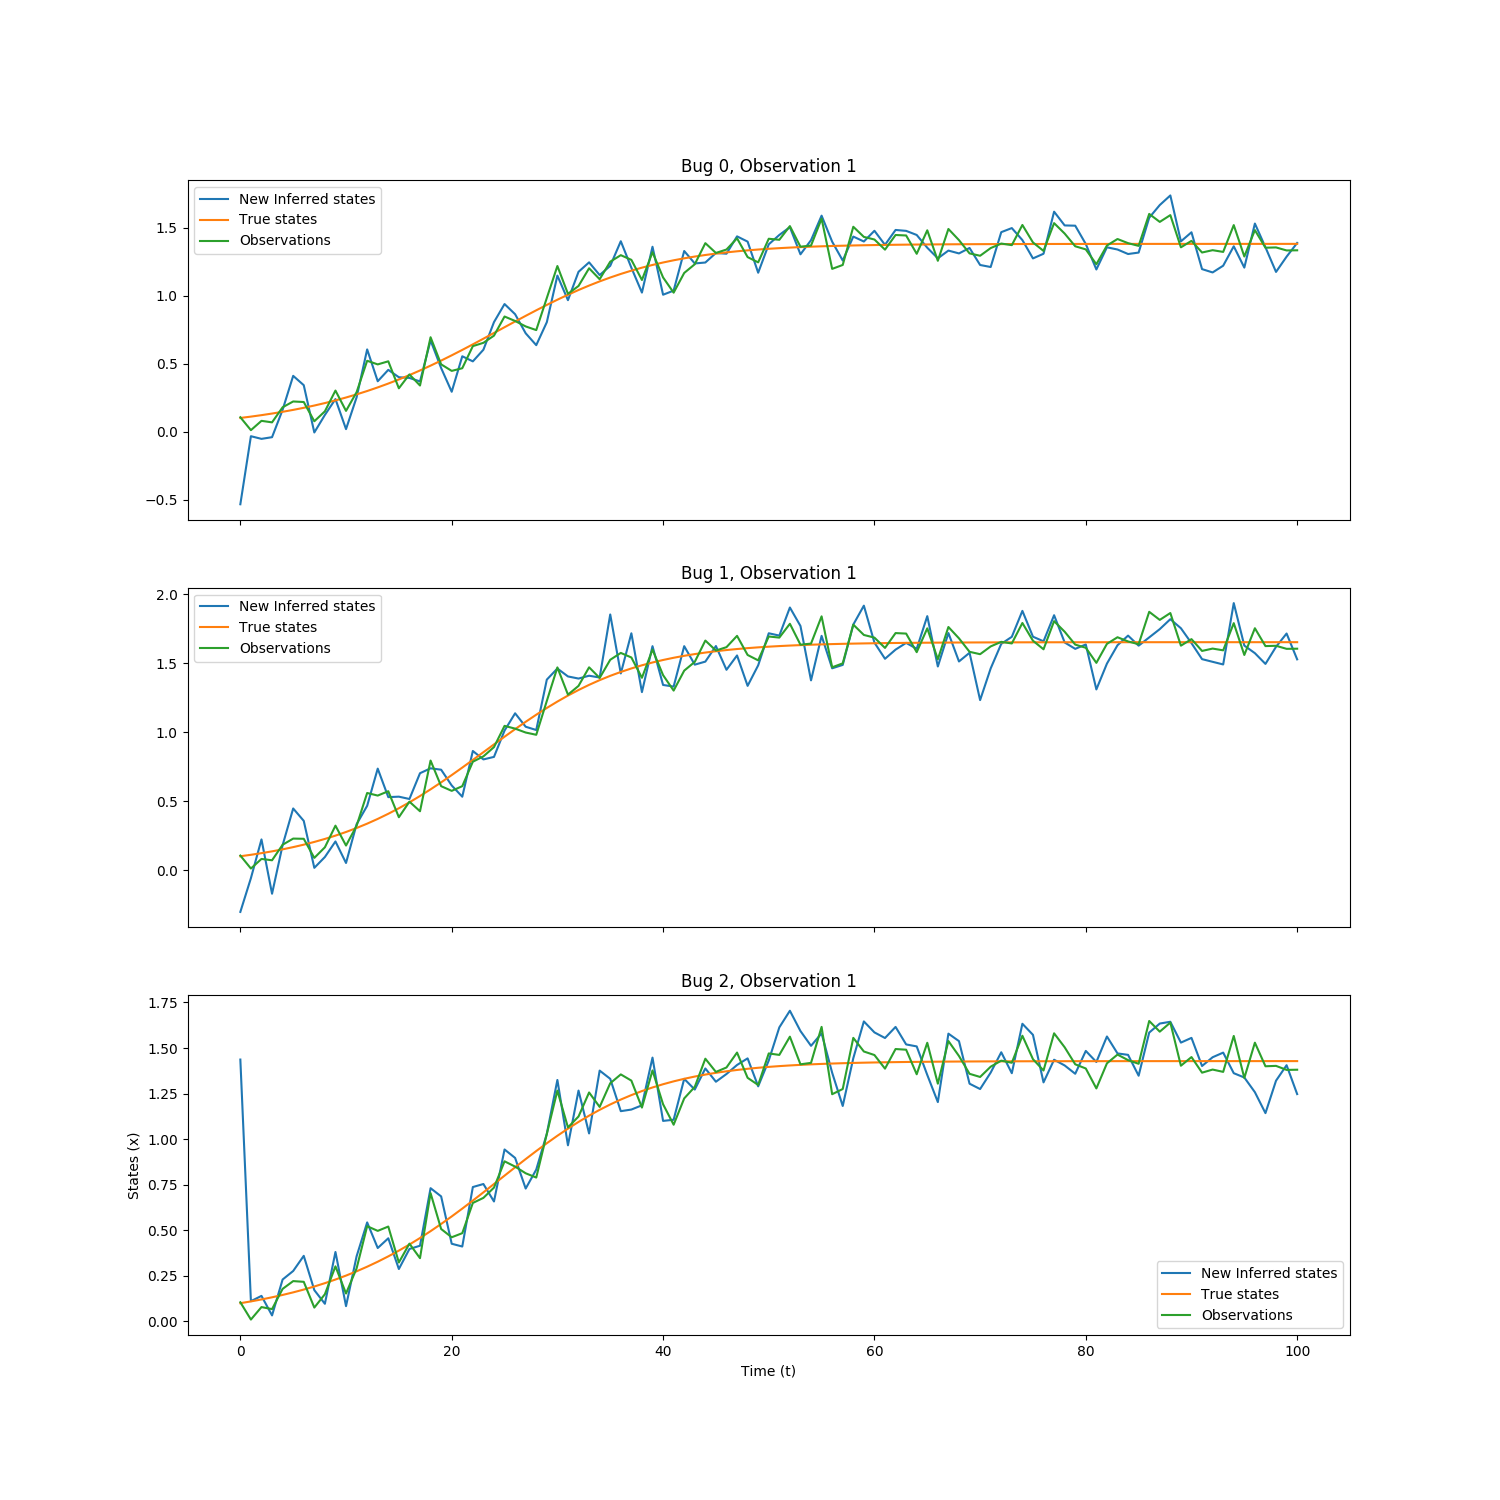 Bug 0, Observation 1
New Inferred states
True states
Observations
1.5
1.0
0.5
0.0
−0.5
Bug 1, Observation 1
New Inferred states
True states
Observations
2.0
1.5
1.0
0.5
0.0
Bug 2, Observation 1
1.75
1.50
1.25
1.00
0.75
0.50
0.25
0.00
States (x)
New Inferred states
True states
Observations
0 20 40 60 80 100
Time (t)